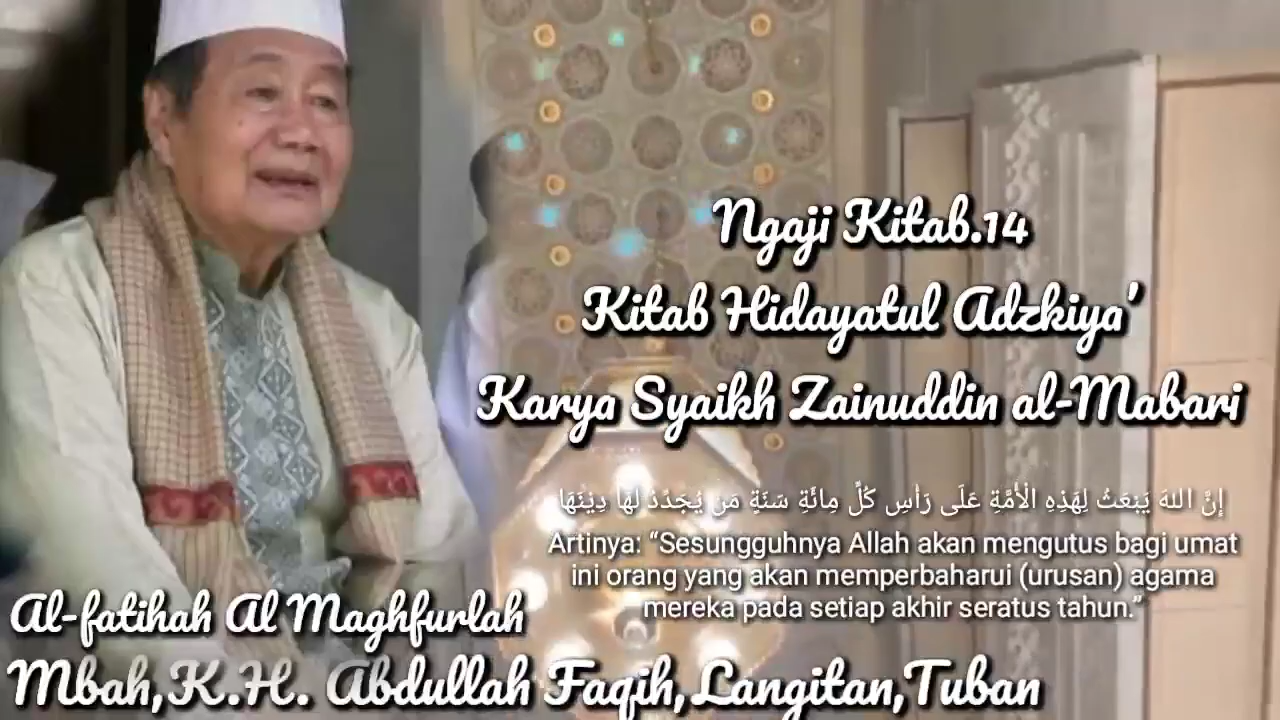 Ngaji Kitab.14
Kitab Hidayatul Adzkiya'
Karya Syaikh Zainuddin al-Mabari
إِنَّ اللهَ يَبْعَثُ لِهَذِهِ الْأُمَّةِ عَلَى رَأْسِ كُلِّ مِائَةِ سَنَةٍ مَنْ يُجَدِّدُ لَهَا دِيْنَهَا
Artinya: “Sesungguhnya Allah akan mengutus bagi umat
ini orang yang akan memperbaharui (urusan) agama
mereka pada setiap akhir seratus tahun.”
Al-fatihah Al Maghfurlah
Mbah,K.H. Abdullah Faqih,Langitan,Tuban